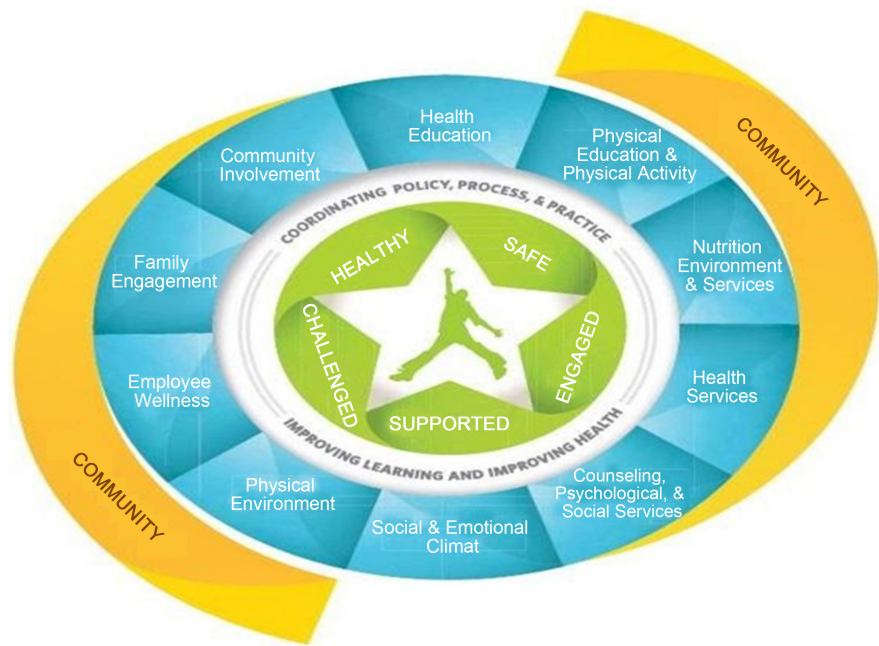 COMMUNITY
Health
Education
Physical
Education &
Physical Activity
Nutrition
Environment
& Services
Health
Services
Counseling,
Psychological, &
Social Services
Social & Emotional
Climat
Physical
Environment
Employee
Wellness
Family
Engagement
Community
Involvement
COORDINATING POLICY, PROCESS, & PRACTICE
IMPROVING LEARNING AND IMPROVING HEALTH
HEALTHY
SAFE
ENGAGED
SUPPORTED
CHALLENGED
COMMUNITY